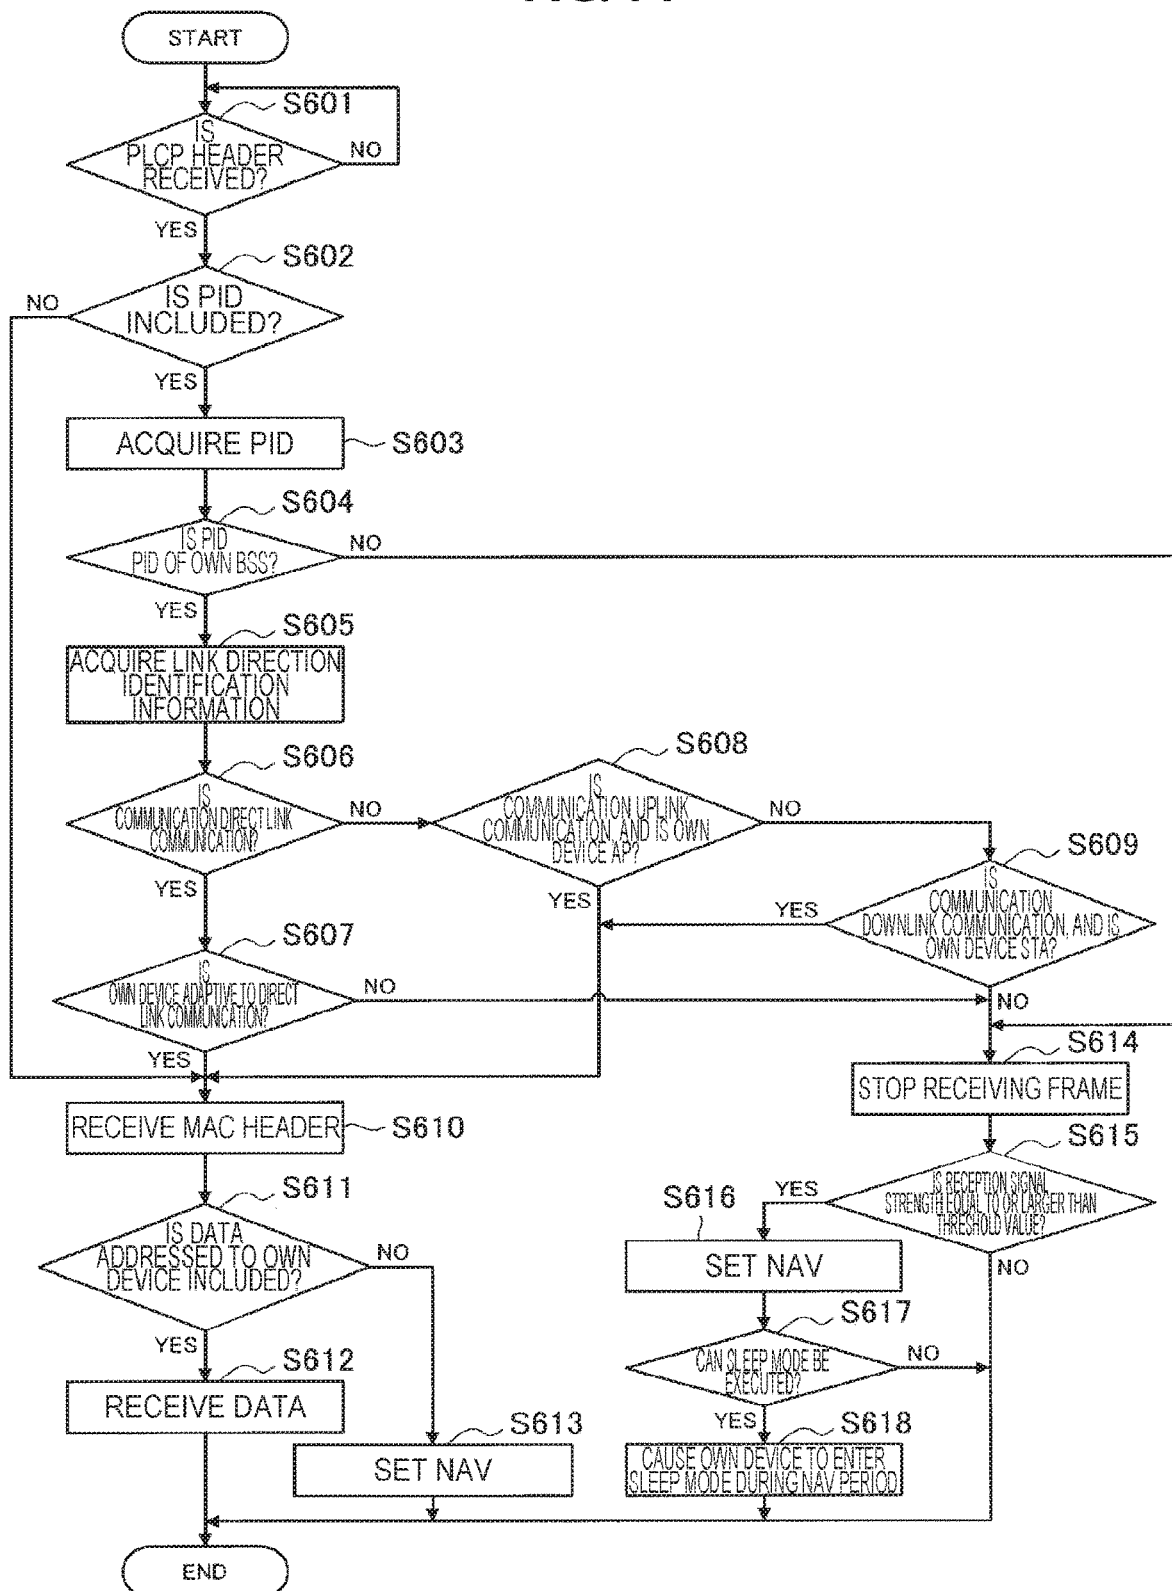 START
S601
IS
PLCP HEADER
RECEIVED?
NO
YES
S602
IS PID
INCLUDED?
NO
YES
ACQUIRE PID
S603
S604
IS PID
PID OF OWN BSS?
NO
YES
S605
ACQUIRE LINK DIRECTION
IDENTIFICATION
INFORMATION
S606
IS
COMMUNICATION DIRECT LINK
COMMUNICATION?
NO
YES
S608
IS
COMMUNICATION UPLINK
COMMUNICATION, AND IS OWN
DEVICE AP?
NO
YES
S609
IS
COMMUNICATION
DOWNLINK COMMUNICATION, AND IS
OWN DEVICE STA?
YES
NO
S607
IS
OWN DEVICE ADAPTIVE TO DIRECT
LINK COMMUNICATION?
NO
YES
S614
STOP RECEIVING FRAME
RECEIVE MAC HEADER
S610
S615
IS RECEPTION SIGNAL
STRENGTH EQUAL TO OR LARGER THAN
THRESHOLD VALUE?
YES
NO
S611
IS DATA
ADDRESSED TO OWN
DEVICE INCLUDED?
NO
YES
S616
SET NAV
S617
CAN SLEEP MODE BE
EXECUTED?
NO
YES
S612
RECEIVE DATA
S613
SET NAV
S618
CAUSE OWN DEVICE TO ENTER
SLEEP MODE DURING NAV PERIOD
END